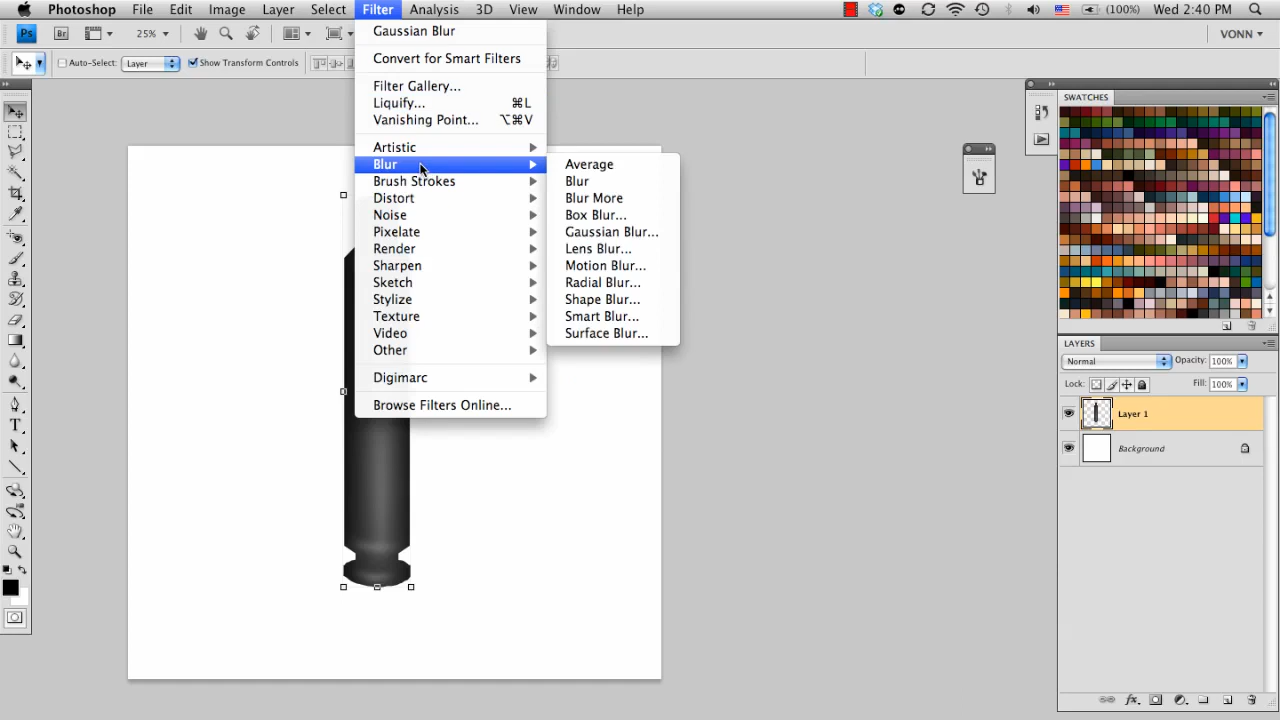 Photoshop File Edit Image Layer Select Filter Analysis 3D View Window Help (100%) Wed 2:40 PM
Ps Br 25% VONN
Auto-Select: Layer Show Transform Controls
Gaussian Blur
Convert for Smart Filters
Filter Gallery...
Liquify... ⌘L
Vanishing Point... ⌥⌘V
Artistic
Blur
Brush Strokes
Distort
Noise
Pixelate
Render
Sharpen
Sketch
Stylize
Texture
Video
Other
Digimarc
Browse Filters Online...
Average
Blur
Blur More
Box Blur...
Gaussian Blur...
Lens Blur...
Motion Blur...
Radial Blur...
Shape Blur...
Smart Blur...
Surface Blur...
SWATCHES
LAYERS
Normal Opacity: 100%
Lock: Fill: 100%
Layer 1
Background
T
fx